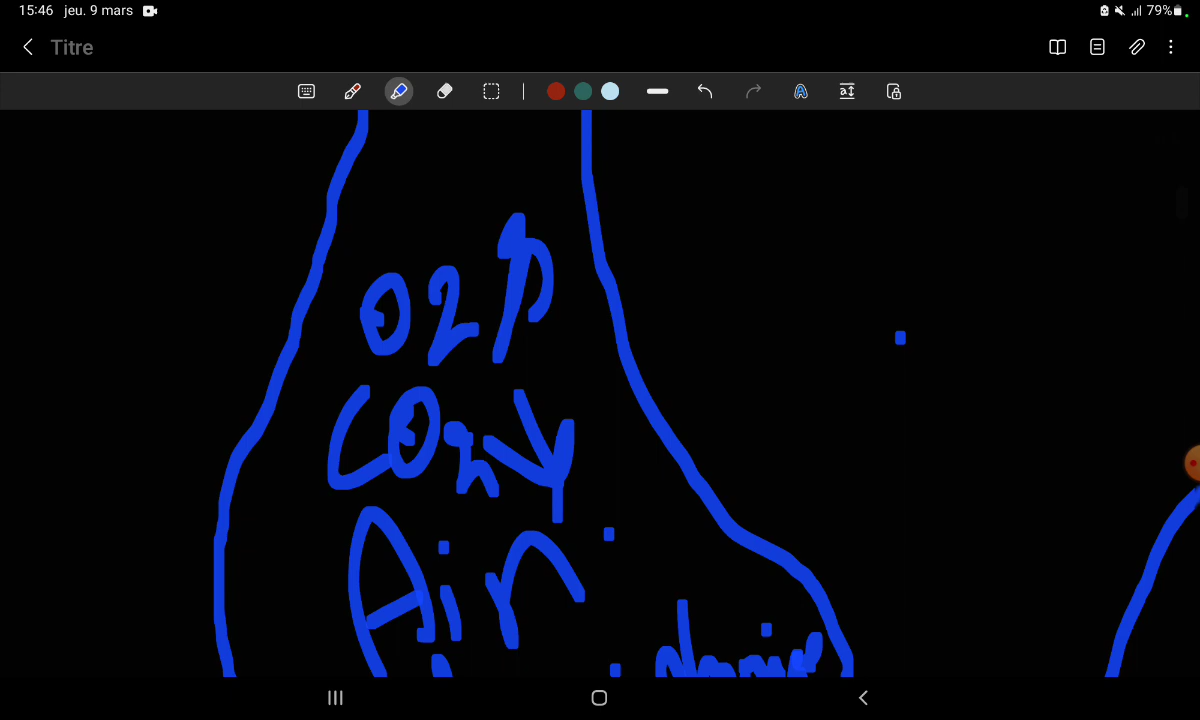 15:46 jeu. 9 mars 79%
Titre
O2 ↑
CO2 ↓
Air